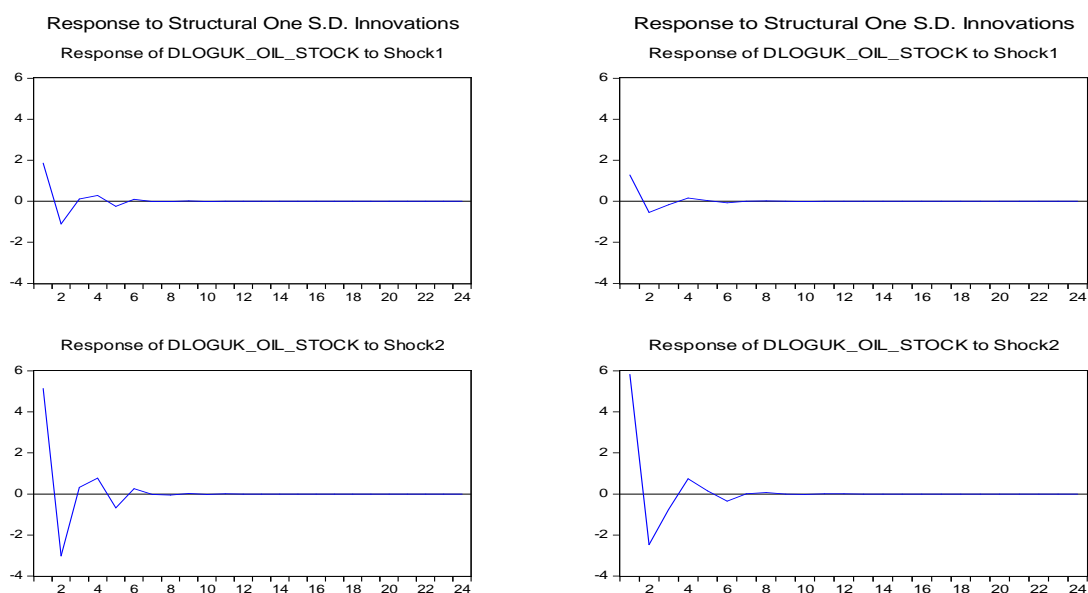 Response to Structural One S.D. Innovations
Response of DLOGUK_OIL_STOCK to Shock1
6
4
2
0
-2
-4
2 4 6 8 10 12 14 16 18 20 22 24
Response of DLOGUK_OIL_STOCK to Shock2
6
4
2
0
-2
-4
2 4 6 8 10 12 14 16 18 20 22 24
Response to Structural One S.D. Innovations
Response of DLOGUK_OIL_STOCK to Shock1
6
4
2
0
-2
-4
2 4 6 8 10 12 14 16 18 20 22 24
Response of DLOGUK_OIL_STOCK to Shock2
6
4
2
0
-2
-4
2 4 6 8 10 12 14 16 18 20 22 24